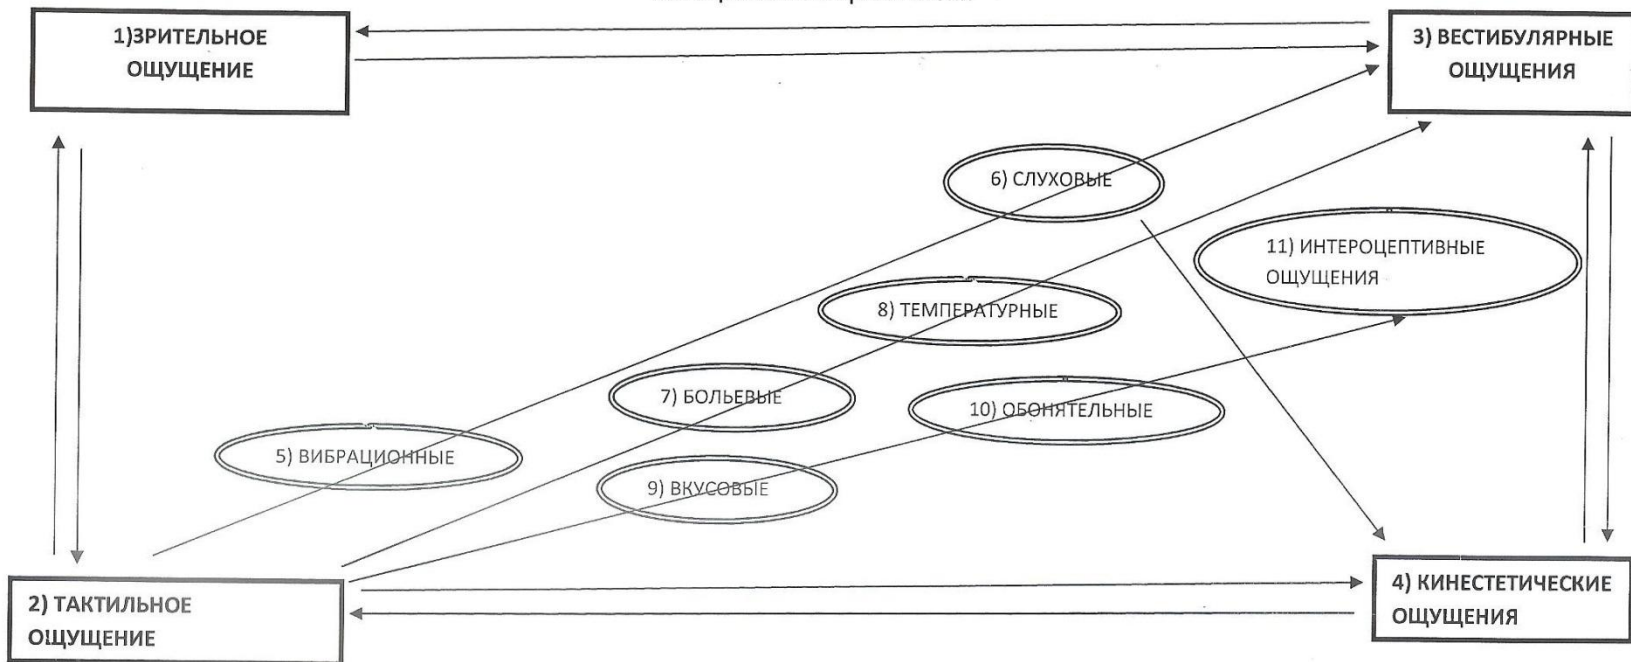 1)ЗРИТЕЛЬНОЕ
ОЩУЩЕНИЕ
3) ВЕСТИБУЛЯРНЫЕ
ОЩУЩЕНИЯ
6) СЛУХОВЫЕ
11) ИНТЕРОЦЕПТИВНЫЕ
ОЩУЩЕНИЯ
8) ТЕМПЕРАТУРНЫЕ
7) БОЛЬЕВЫЕ
10) ОБОНЯТЕЛЬНЫЕ
5) ВИБРАЦИОННЫЕ
9) ВКУСОВЫЕ
2) ТАКТИЛЬНОЕ
ОЩУЩЕНИЕ
4) КИНЕСТЕТИЧЕСКИЕ
ОЩУЩЕНИЯ